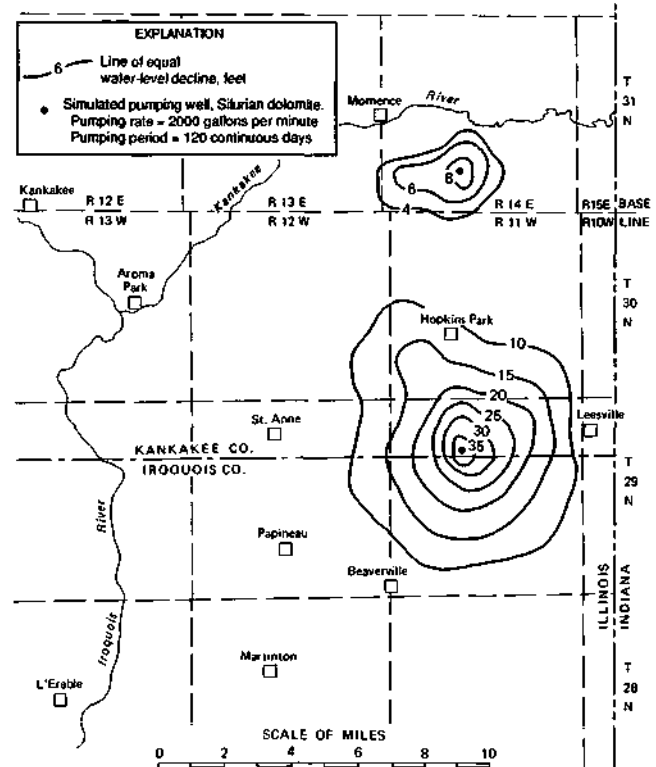 EXPLANATION
6
Line of equal
water-level decline, feet
Simulated pumping well, Silurian dolomite.
Pumping rate = 2000 gallons per minute
Pumping period = 120 continuous days
Momence
River
T
31
N
8
6
4
Kankakee
R 12 E
R 13 W
Kankakee
R 13 E
R 12 W
R 14 E
R 11 W
R15E
R10W
BASE
LINE
Aroma
Park
T
30
N
Hopkins Park
10
15
20
25
30
35
St. Anne
Leesville
KANKAKEE CO.
IROQUOIS CO.
T
29
N
River
Papineau
Beaverville
Iroquois
ILLINOIS
INDIANA
Martinton
L'Erable
T
28
N
SCALE OF MILES
0 2 4 6 8 10